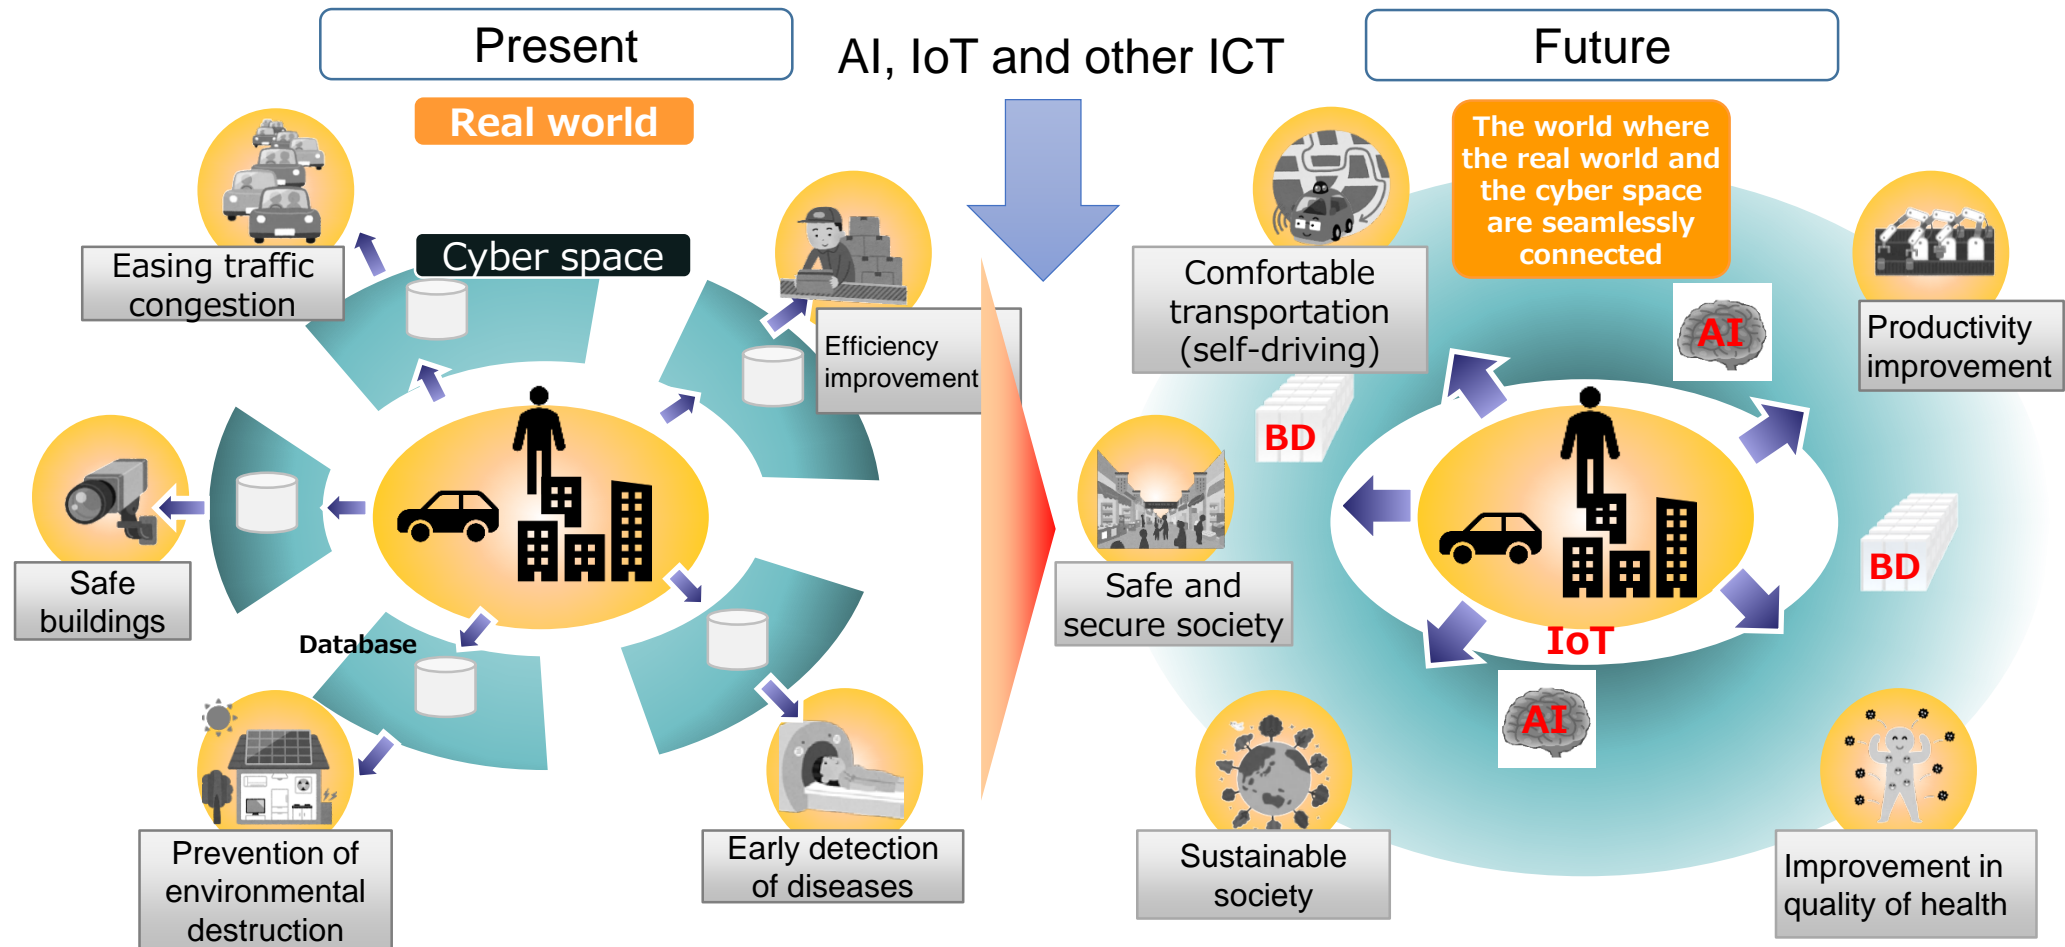 Present
AI, IoT and other ICT
Future
Real world
Cyber space
Easing traffic
congestion
Efficiency
improvement
Safe
buildings
Database
Prevention of
environmental
destruction
Early detection
of diseases
The world where
the real world and
the cyber space
are seamlessly
connected
Comfortable
transportation
(self-driving)
AI
Productivity
improvement
BD
Safe and
secure society
BD
IoT
AI
Sustainable
society
Improvement in
quality of health